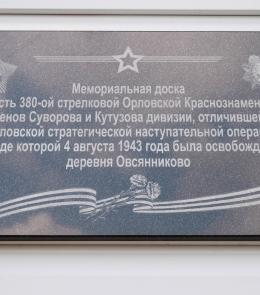 Мемориальная доска
сть 380-ой стрелковой Орловской Краснознамен
енов Суворова и Кутузова дивизии, отличившей
ловской стратегической наступательной опера
де которой 4 августа 1943 года была освобожд
деревня Овсянниково